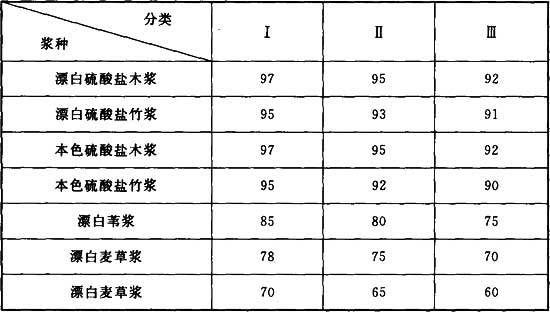 分类
浆种
Ⅰ Ⅱ Ⅲ
漂白硫酸盐木浆 97 95 92
漂白硫酸盐竹浆 95 93 91
本色硫酸盐木浆 97 95 92
本色硫酸盐竹浆 95 92 90
漂白苇浆 85 80 75
漂白麦草浆 78 75 70
漂白麦草浆 70 65 60